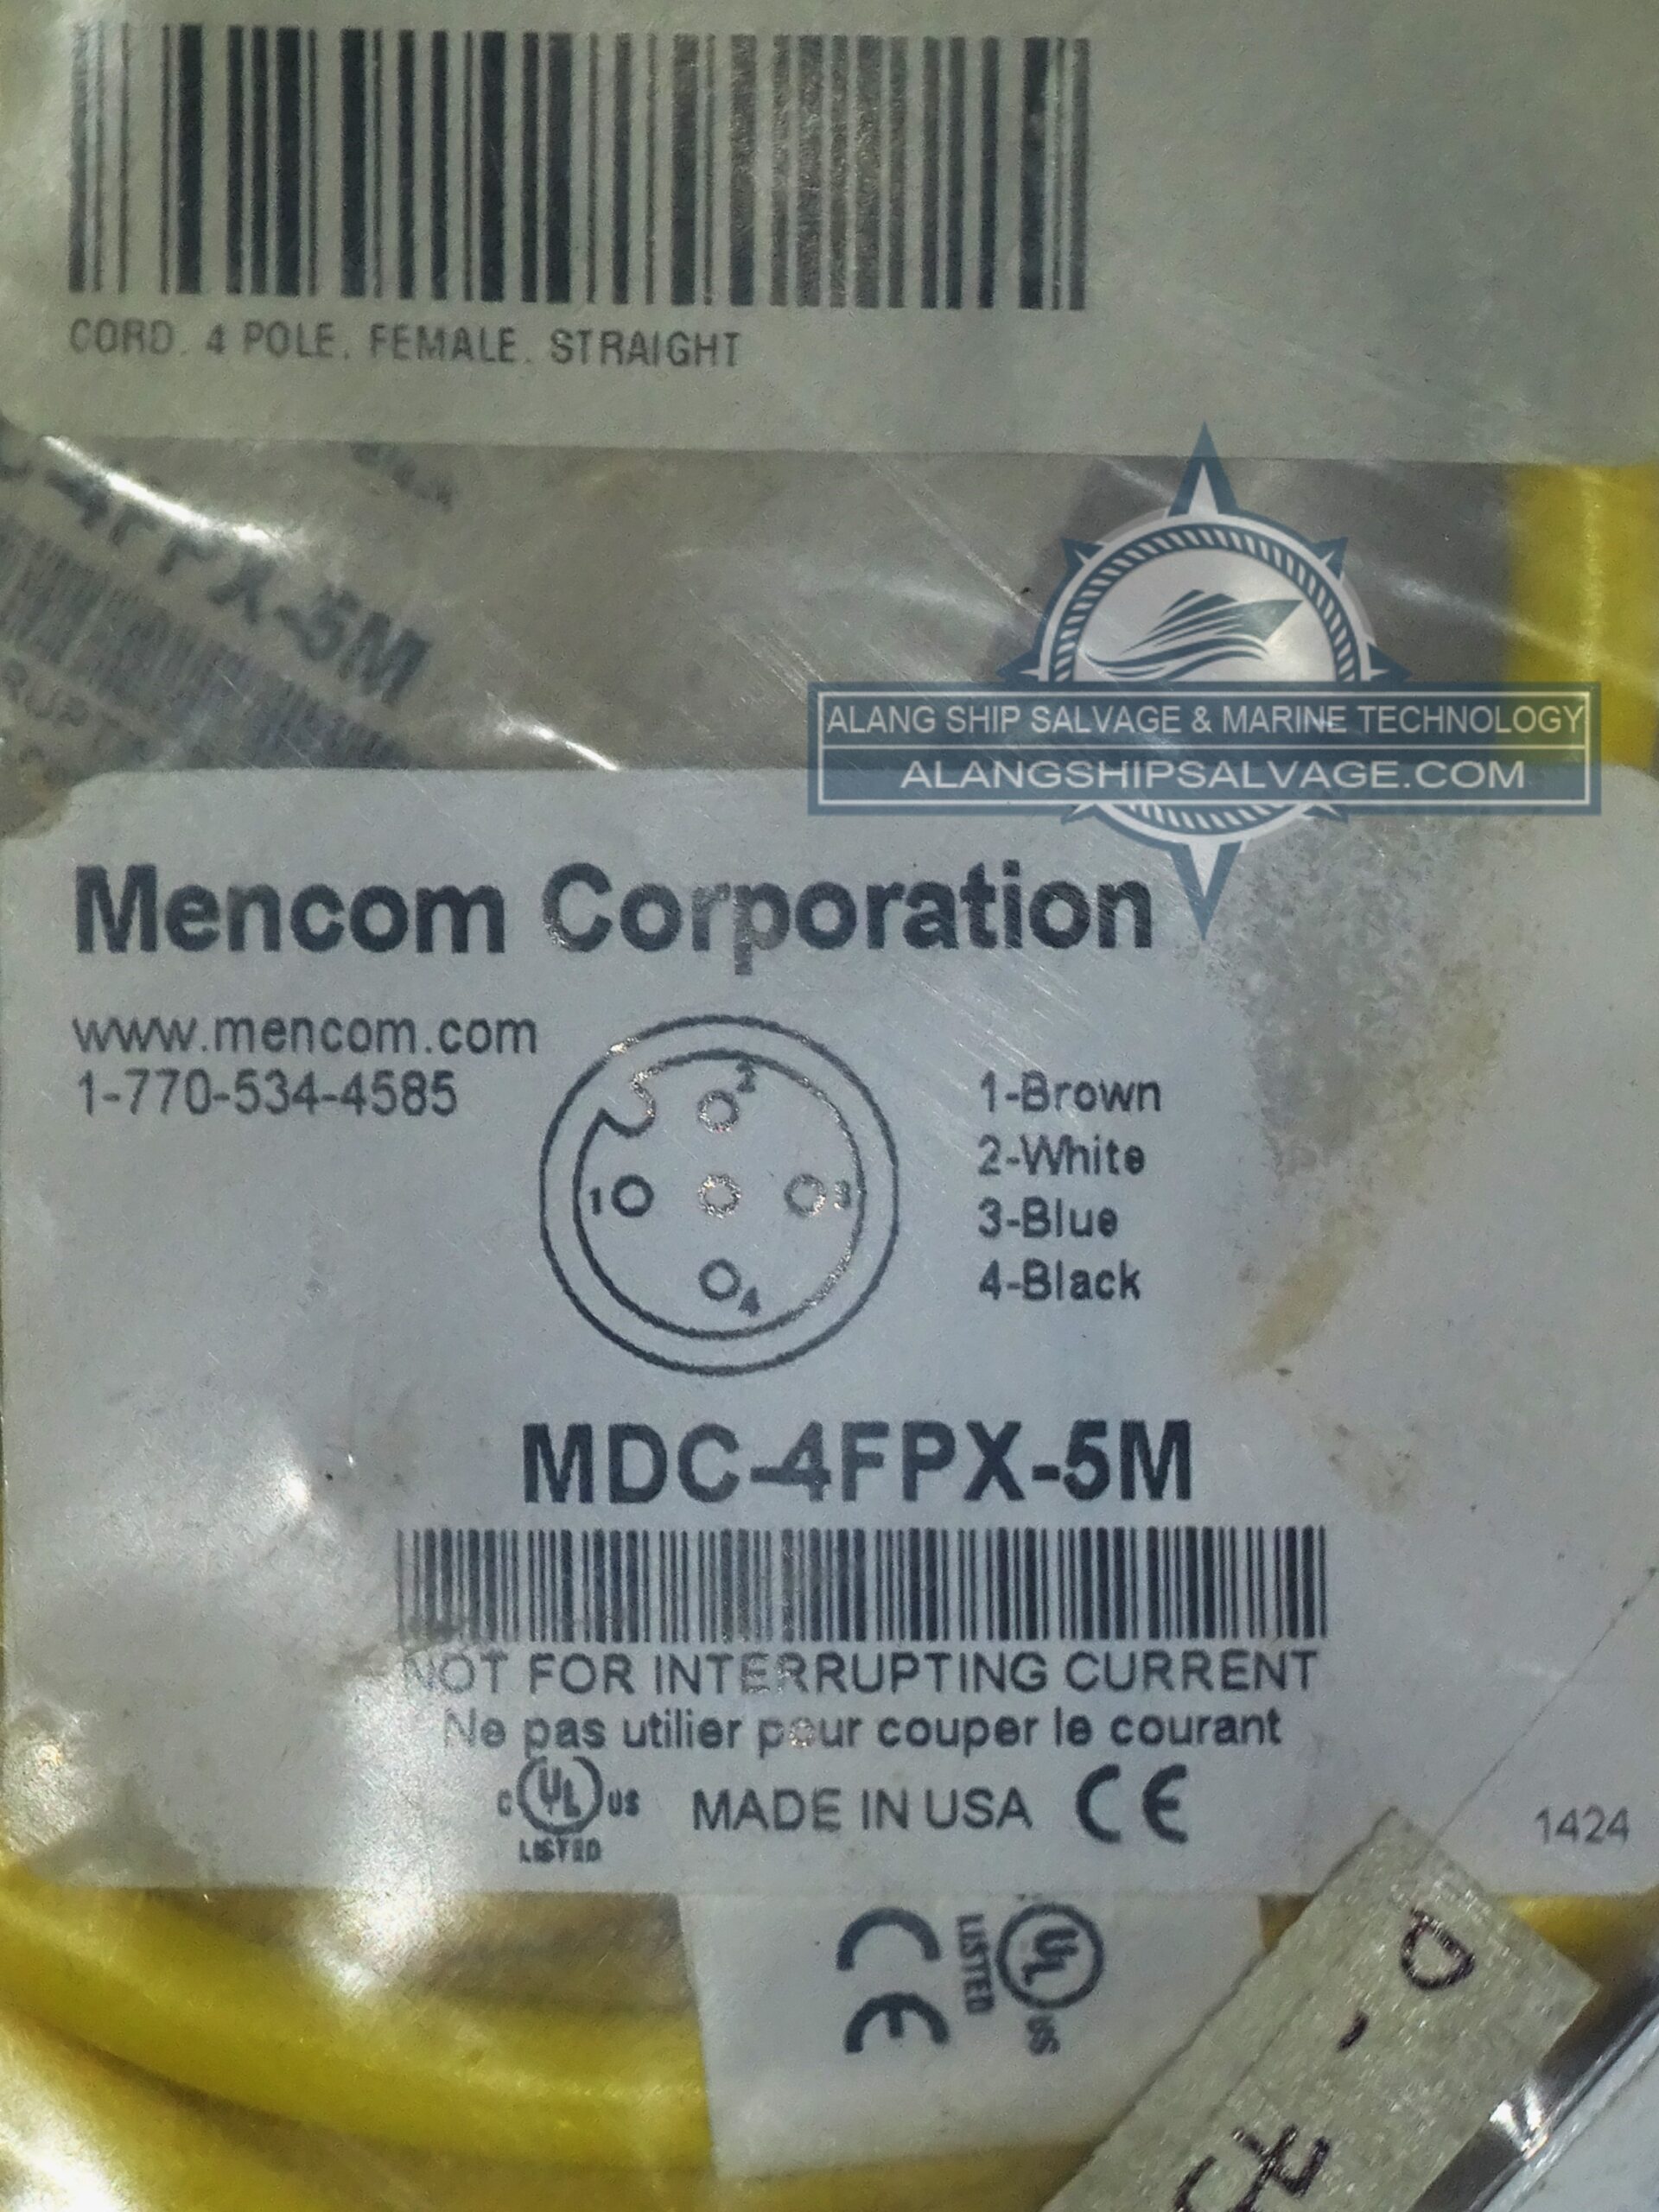 CORD. 4 POLE. FEMALE. STRAIGHT
-4FPX-5M
ALANG SHIP SALVAGE & MARINE TECHNOLOGY
ALANGSHIPSALVAGE.COM
Mencom Corporation
www.mencom.com
1-770-534-4585
2
1
3
4
1-Brown
2-White
3-Blue
4-Black
MDC-4FPX-5M
NOT FOR INTERRUPTING CURRENT
Ne pas utilier pour couper le courant
C UL US
LISTED
MADE IN USA CE
1424
CE
LISTED
UL US